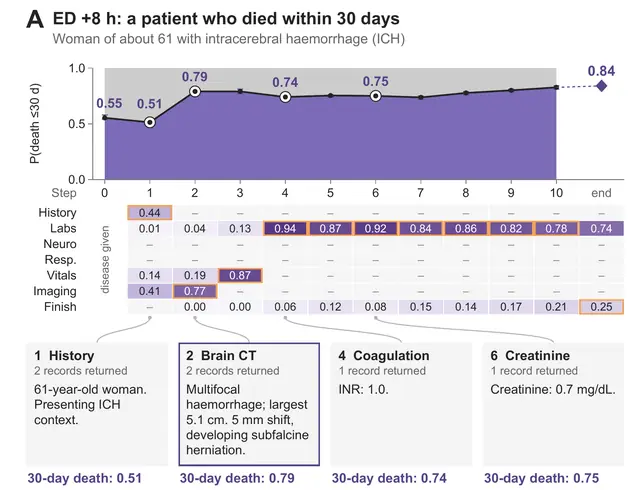 A ED +8 h: a patient who died within 30 days
Woman of about 61 with intracerebral haemorrhage (ICH)
P(death ≤30 d)
1.0
0.5
0.0
0.55 0.51 0.79 0.74 0.75 0.84
Step 0 1 2 3 4 5 6 7 8 9 10 end
disease given
History 0.44 – – – – – – – – – –
Labs 0.01 0.04 0.13 0.94 0.87 0.92 0.84 0.86 0.82 0.78 0.74
Neuro – – – – – – – – – – –
Resp. – – – – – – – – – – –
Vitals 0.14 0.19 0.87 – – – – – – – –
Imaging 0.41 0.77 – – – – – – – – –
Finish – 0.00 0.00 0.06 0.12 0.08 0.15 0.14 0.17 0.21 0.25
1 History
2 records returned
61-year-old woman.
Presenting ICH
context.
30-day death: 0.51
2 Brain CT
2 records returned
Multifocal
haemorrhage; largest
5.1 cm. 5 mm shift,
developing subfalcine
herniation.
30-day death: 0.79
4 Coagulation
1 record returned
INR: 1.0.
30-day death: 0.74
6 Creatinine
1 record returned
Creatinine: 0.7 mg/dL.
30-day death: 0.75